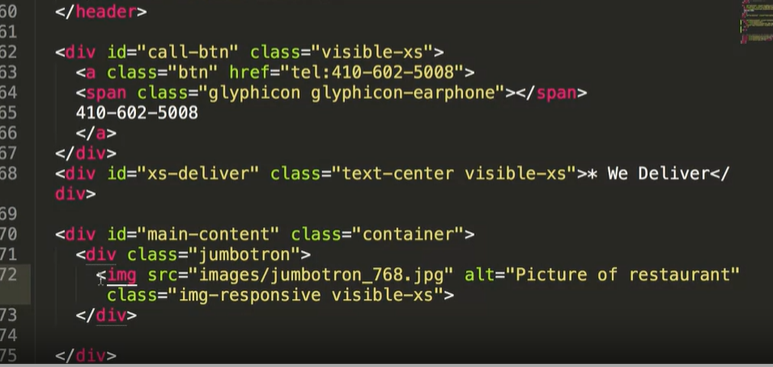 60 </header>
61
62 <div id="call-btn" class="visible-xs">
63 <a class="btn" href="tel:410-602-5008">
64 <span class="glyphicon glyphicon-earphone"></span>
65 410-602-5008
66 </a>
67 </div>
68 <div id="xs-deliver" class="text-center visible-xs">* We Deliver</
div>
69
70 <div id="main-content" class="container">
71 <div class="jumbotron">
72 <img src="images/jumbotron_768.jpg" alt="Picture of restaurant"
class="img-responsive visible-xs">
73 </div>
74
75 </div>